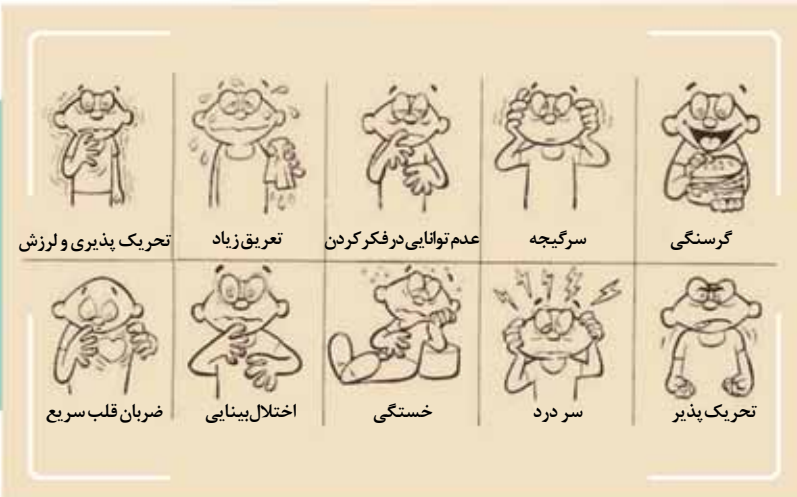 گرسنگی
سرگیجه
عدم توانایی در فکر کردن
تعریق زیاد
تحریک پذیری و لرزش
تحریک پذیر
سر درد
خستگی
اختلال بینایی
ضربان قلب سریع